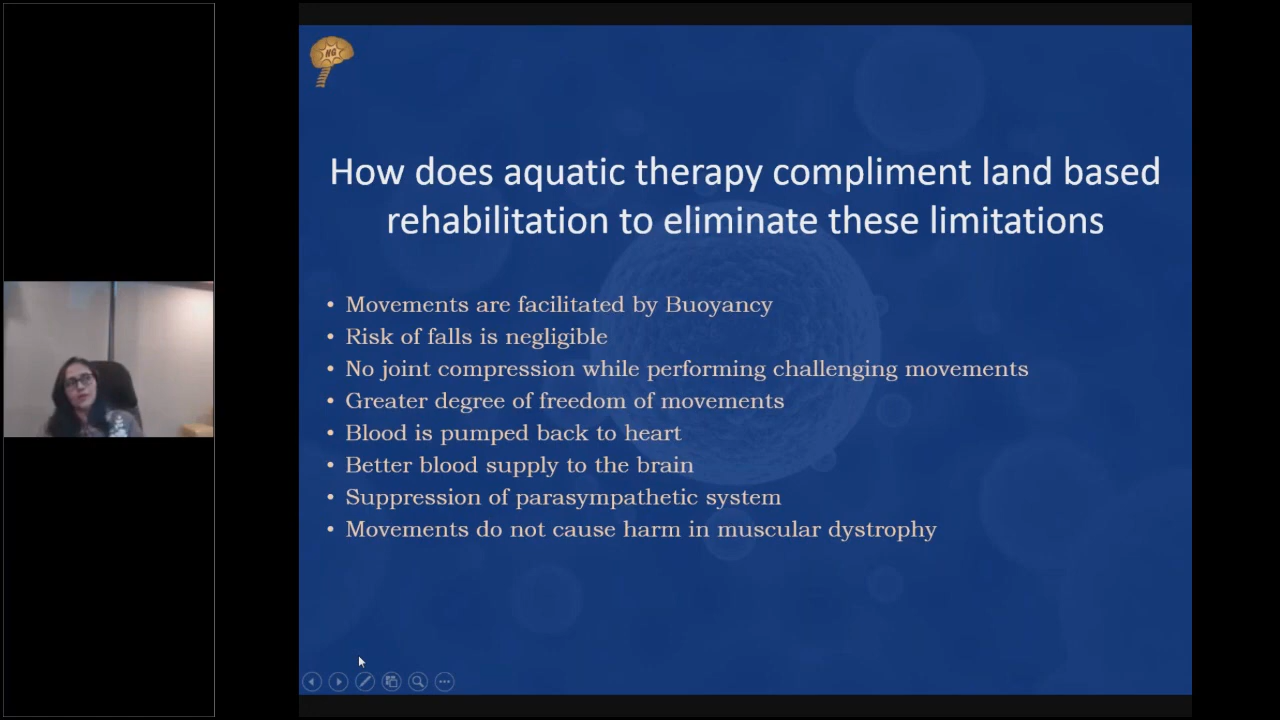 NG
How does aquatic therapy compliment land based
rehabilitation to eliminate these limitations
• Movements are facilitated by Buoyancy
• Risk of falls is negligible
• No joint compression while performing challenging movements
• Greater degree of freedom of movements
• Blood is pumped back to heart
• Better blood supply to the brain
• Suppression of parasympathetic system
• Movements do not cause harm in muscular dystrophy